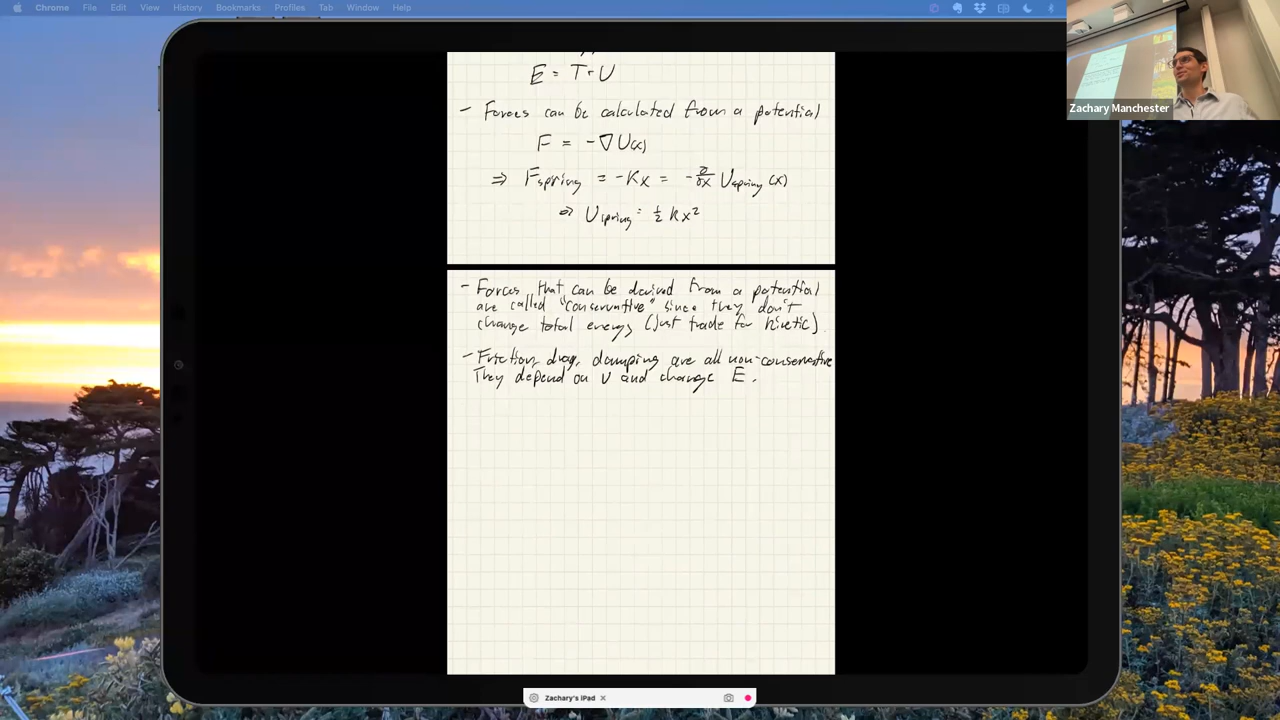 Chrome File Edit View History Bookmarks Profiles Tab Window Help
Zachary Manchester
E = T + U
- Forces can be calculated from a potential
F = -∇U(x)
⇒ Fspring = -Kx = -∂/∂x Uspring (x)
⇒ Uspring = 1/2 kx²
- Forces that can be derived from a potential
are called "conservative" since they don't
change total energy (just trade for kinetic).
- Friction, drag, damping are all non-conservative
They depend on v and change E.
Zachary's iPad